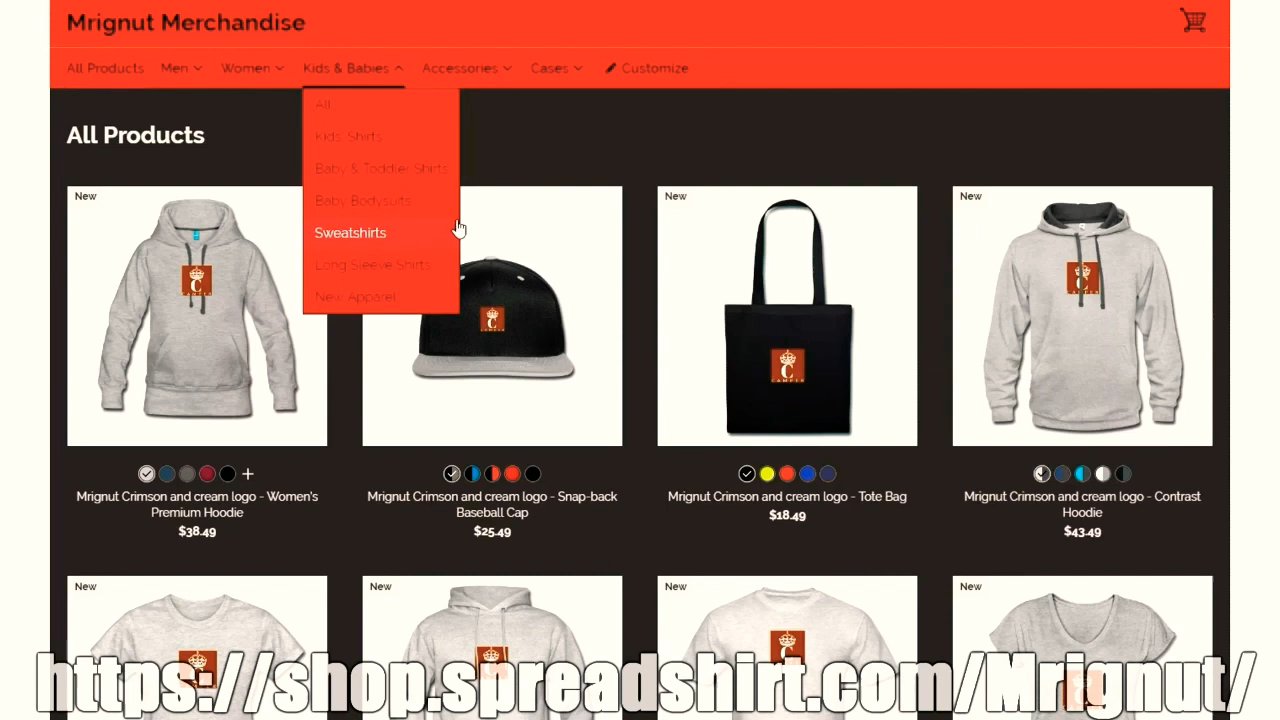 Mrignut Merchandise
All Products Men Women Kids & Babies Accessories Cases Customize
All
Kids' Shirts
Baby & Toddler Shirts
Baby Bodysuits
Sweatshirts
Long Sleeve Shirts
New Apparel
All Products
New
New
New
C
C
CAMPER
C
CAMPER
C
Mrignut Crimson and cream logo - Women's
Premium Hoodie
$38.49
Mrignut Crimson and cream logo - Snap-back
Baseball Cap
$25.49
Mrignut Crimson and cream logo - Tote Bag
$18.49
Mrignut Crimson and cream logo - Contrast
Hoodie
$43.49
New
New
New
New
https://shop.spreadshirt.com/Mrignut/